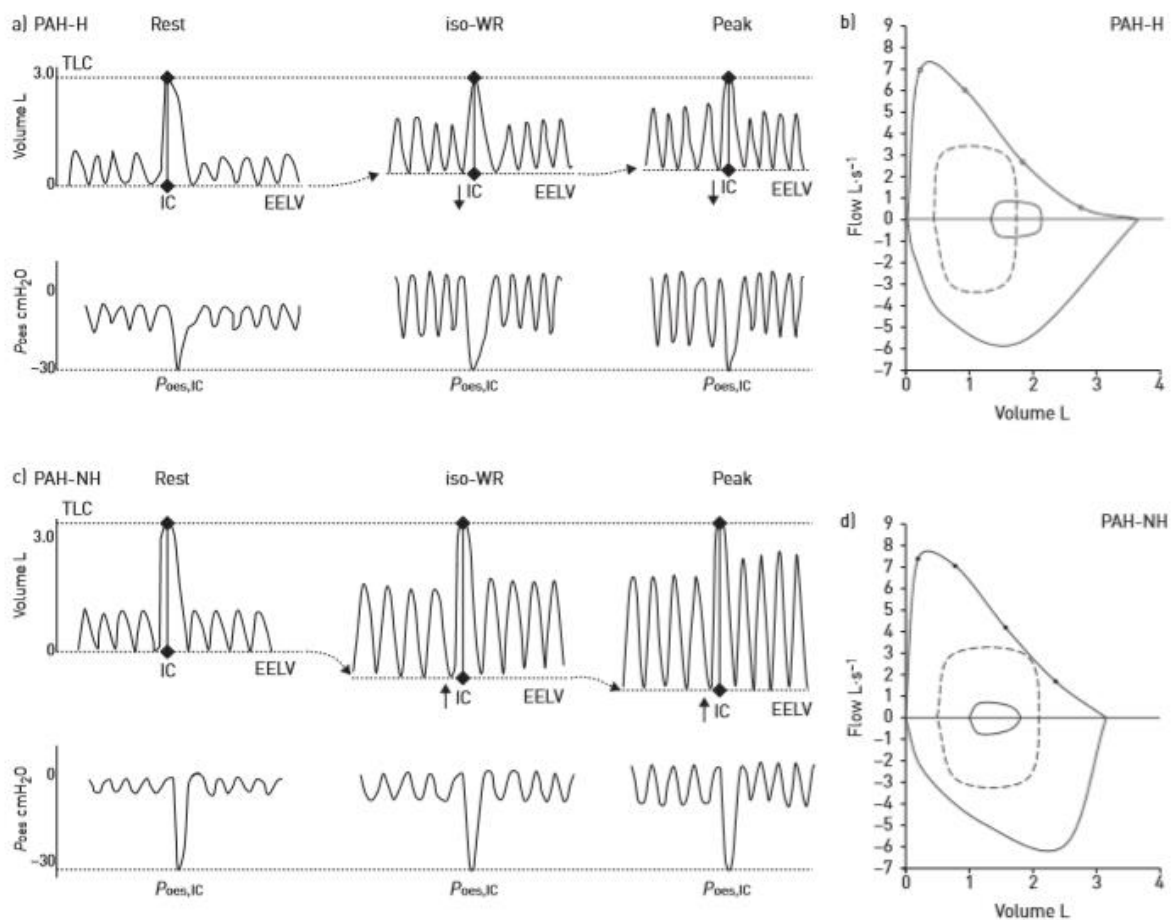 a) PAH-H Rest iso-WR Peak
TLC
3.0
Volume L
0
IC EELV
IC EELV
IC EELV
0
Poes cmH2O
–30
Poes,IC Poes,IC Poes,IC
b) PAH-H
9
8
7
6
5
4
3
2
1
0
–1
–2
–3
–4
–5
–6
–7
Flow L·s⁻¹
0 1 2 3 4
Volume L
c) PAH-NH Rest iso-WR Peak
TLC
3.0
Volume L
0
IC EELV
IC EELV
IC EELV
0
Poes cmH2O
–30
Poes,IC Poes,IC Poes,IC
d) PAH-NH
9
8
7
6
5
4
3
2
1
0
–1
–2
–3
–4
–5
–6
–7
Flow L·s⁻¹
0 1 2 3 4
Volume L